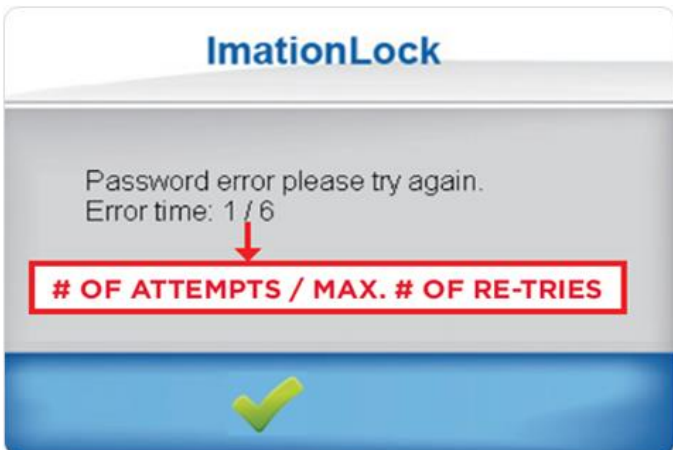 ImationLock
Password error please try again.
Error time: 1 / 6
# OF ATTEMPTS / MAX. # OF RE-TRIES